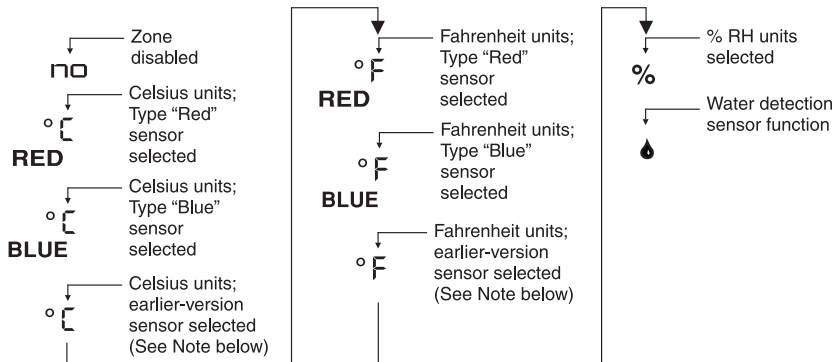 Zone
disabled
no
Celsius units;
Type “Red”
sensor
selected
°C
RED
Celsius units;
Type “Blue”
sensor
selected
°C
BLUE
Celsius units;
earlier-version
sensor selected
(See Note below)
°C
Fahrenheit units;
Type “Red”
sensor
selected
°F
RED
Fahrenheit units;
Type “Blue”
sensor
selected
°F
BLUE
Fahrenheit units;
earlier-version
sensor selected
(See Note below)
°F
% RH units
selected
%
Water detection
sensor function